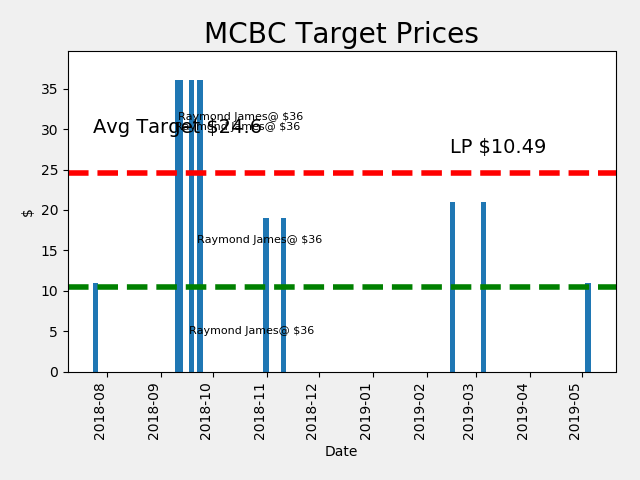 MCBC Target Prices
Raymond James@ $36
Raymond James@ $36
Avg Target $24.6
LP $10.49
Raymond James@ $36
Raymond James@ $36
35
30
25
20
15
10
5
0
$
2018-08
2018-09
2018-10
2018-11
2018-12
2019-01
2019-02
2019-03
2019-04
2019-05
Date